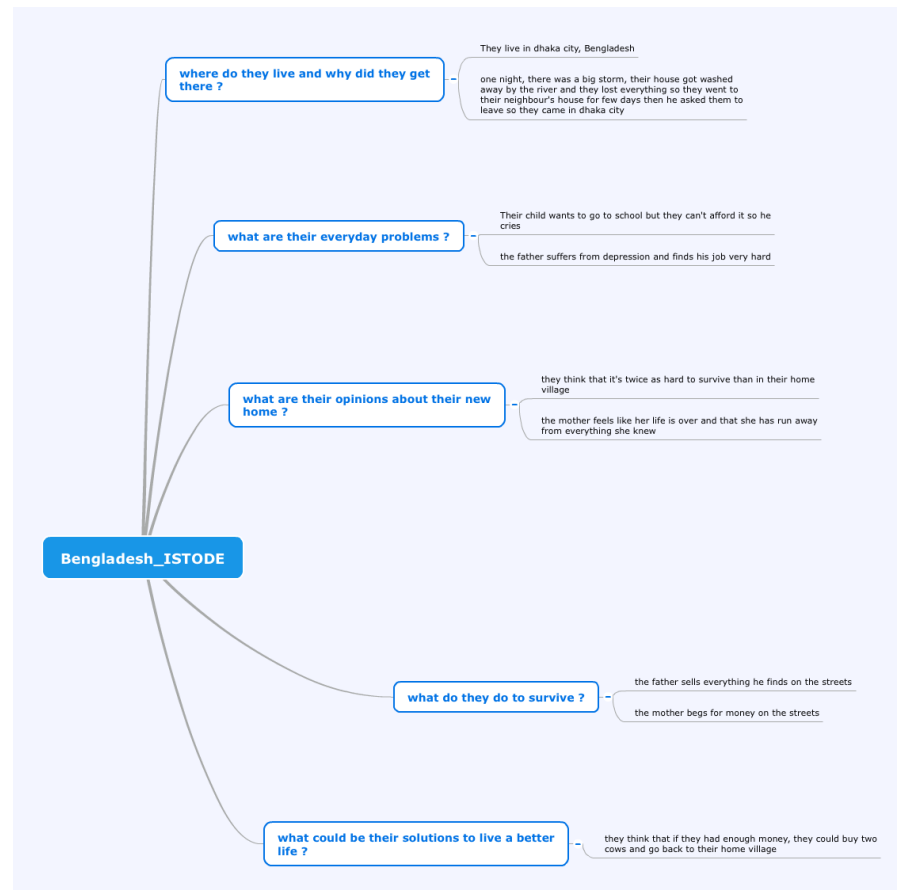 They live in dhaka city, Bengladesh
where do they live and why did they get
there ?
one night, there was a big storm, their house got washed
away by the river and they lost everything so they went to
their neighbour's house for few days then he asked them to
leave so they came in dhaka city
Their child wants to go to school but they can't afford it so he
cries
what are their everyday problems ?
the father suffers from depression and finds his job very hard
they think that it's twice as hard to survive than in their home
village
what are their opinions about their new
home ?
the mother feels like her life is over and that she has run away
from everything she knew
Bengladesh_ISTODE
the father sells everything he finds on the streets
what do they do to survive ?
the mother begs for money on the streets
what could be their solutions to live a better
life ?
they think that if they had enough money, they could buy two
cows and go back to their home village